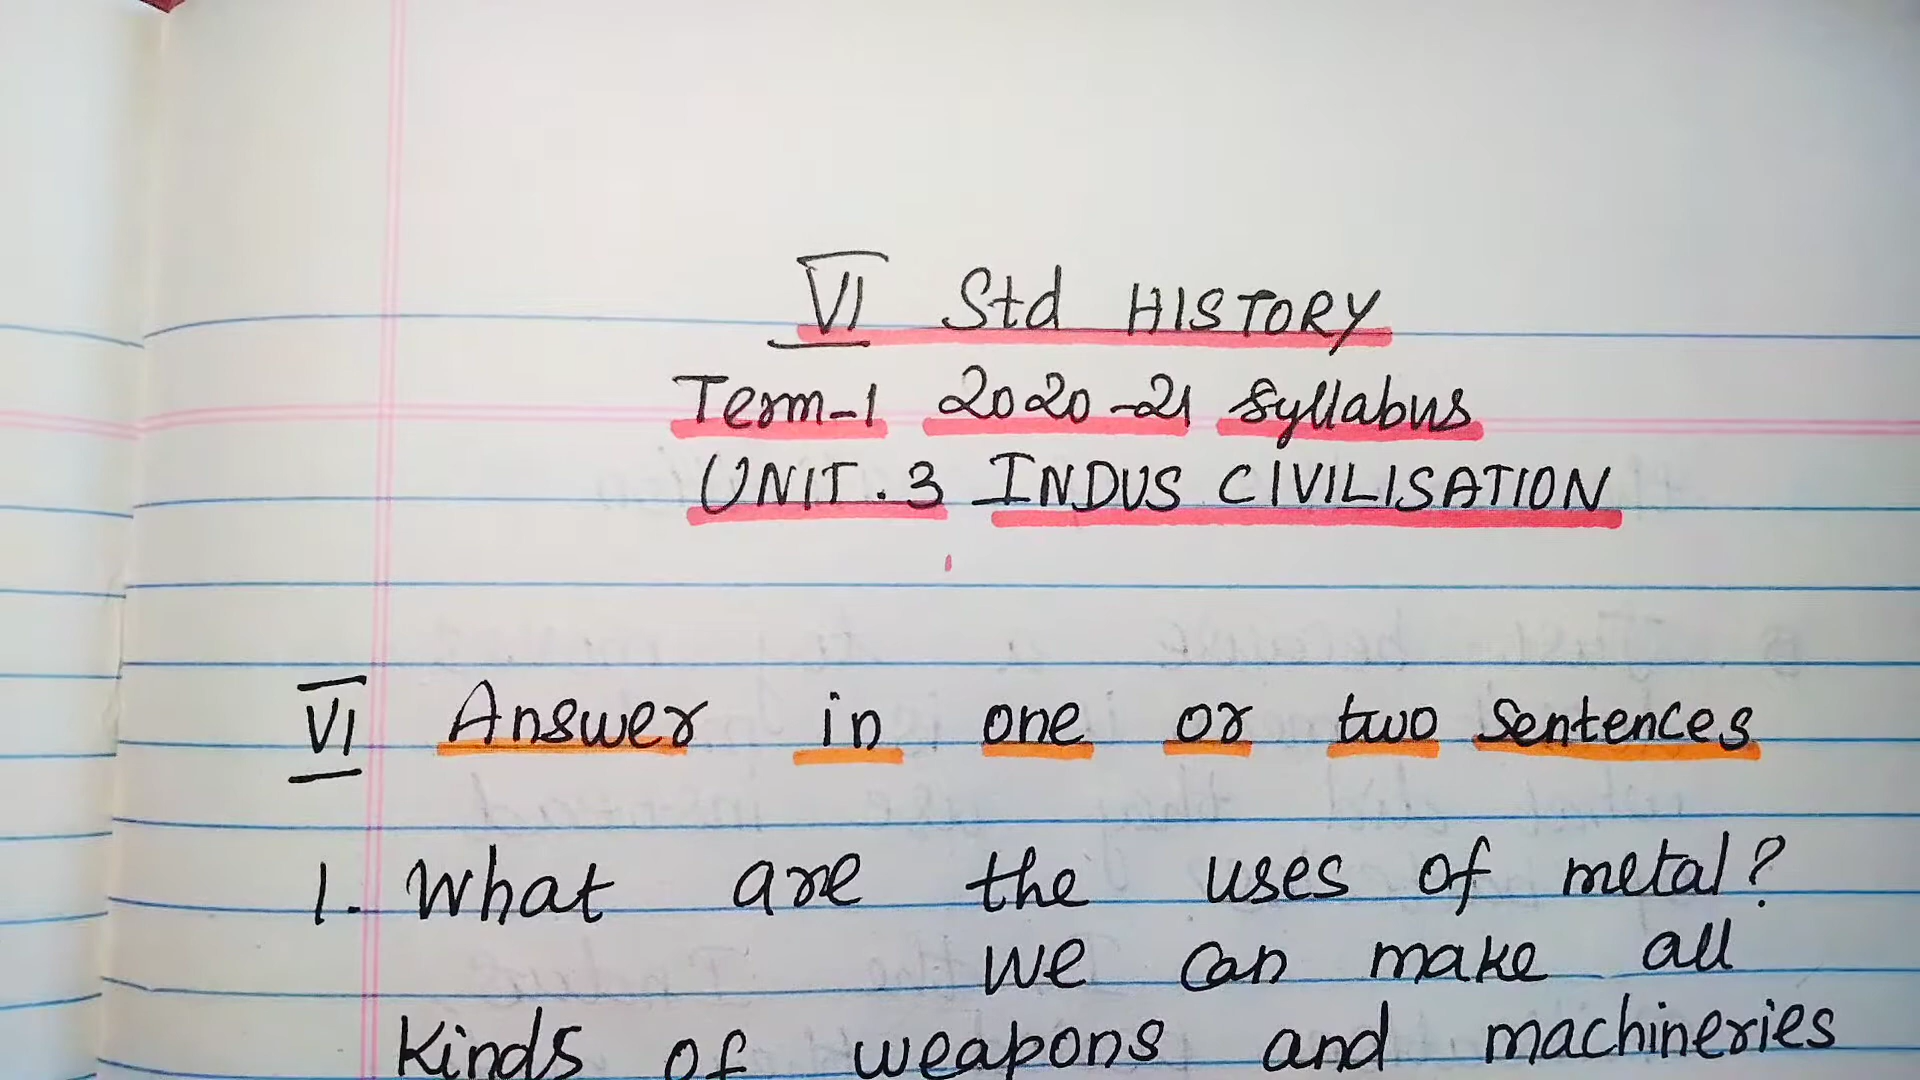 VI Std HISTORY
Term-1 2020-21 Syllabus
UNIT.3 INDUS CIVILISATION
VI Answer in one or two Sentences
1. What are the uses of metal?
We can make all
Kinds of weapons and machineries